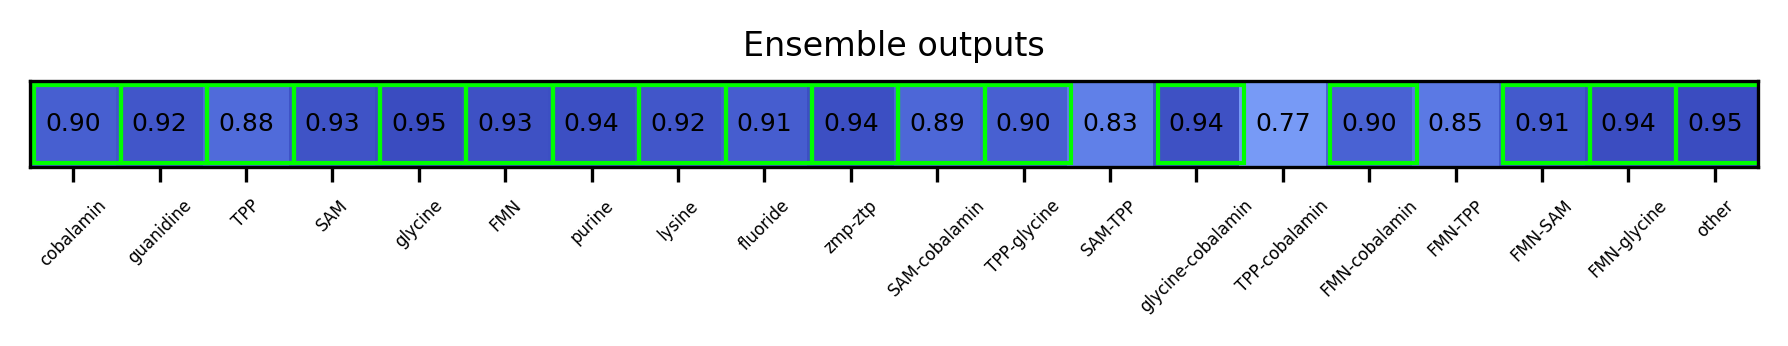 Ensemble outputs
0.90 0.92 0.88 0.93 0.95 0.93 0.94 0.92 0.91 0.94 0.89 0.90 0.83 0.94 0.77 0.90 0.85 0.91 0.94 0.95
cobalamin guanidine TPP SAM glycine FMN purine lysine fluoride zmp-ztp SAM-cobalamin TPP-glycine SAM-TPP glycine-cobalamin TPP-cobalamin FMN-cobalamin FMN-TPP FMN-SAM FMN-glycine other